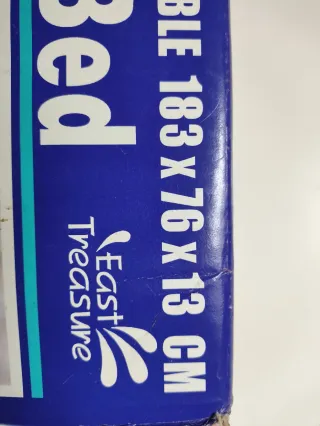 BLE 183 X 76 X 13 CM
Bed
East
Treasure